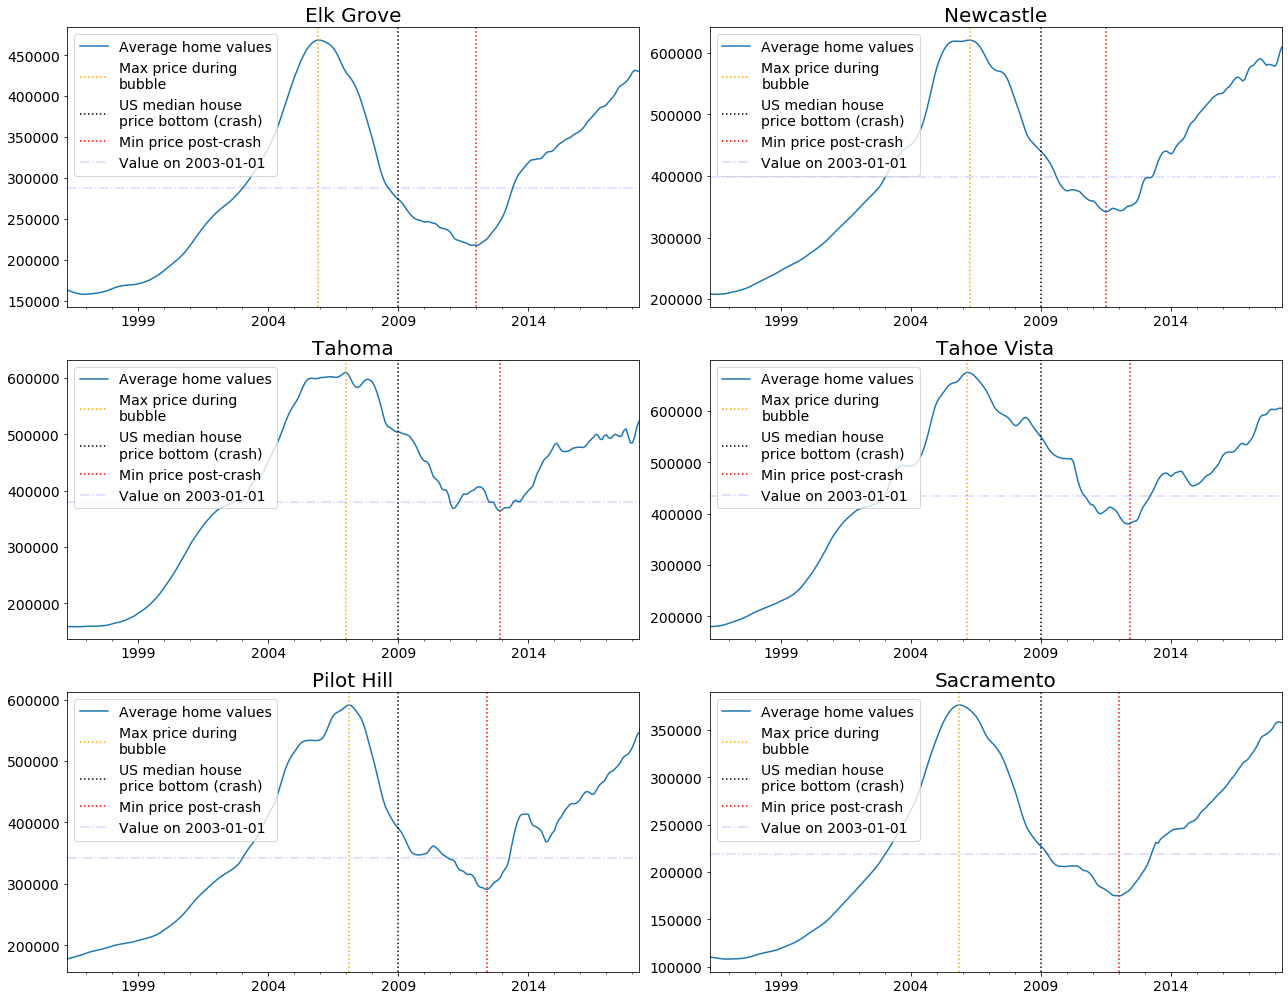 Elk Grove
450000
400000
350000
300000
250000
200000
150000
Average home values
Max price during
bubble
US median house
price bottom (crash)
Min price post-crash
Value on 2003-01-01
1999 2004 2009 2014
Newcastle
600000
500000
400000
300000
200000
Average home values
Max price during
bubble
US median house
price bottom (crash)
Min price post-crash
Value on 2003-01-01
1999 2004 2009 2014
Tahoma
600000
500000
400000
300000
200000
Average home values
Max price during
bubble
US median house
price bottom (crash)
Min price post-crash
Value on 2003-01-01
1999 2004 2009 2014
Tahoe Vista
600000
500000
400000
300000
200000
Average home values
Max price during
bubble
US median house
price bottom (crash)
Min price post-crash
Value on 2003-01-01
1999 2004 2009 2014
Pilot Hill
600000
500000
400000
300000
200000
Average home values
Max price during
bubble
US median house
price bottom (crash)
Min price post-crash
Value on 2003-01-01
1999 2004 2009 2014
Sacramento
350000
300000
250000
200000
150000
100000
Average home values
Max price during
bubble
US median house
price bottom (crash)
Min price post-crash
Value on 2003-01-01
1999 2004 2009 2014